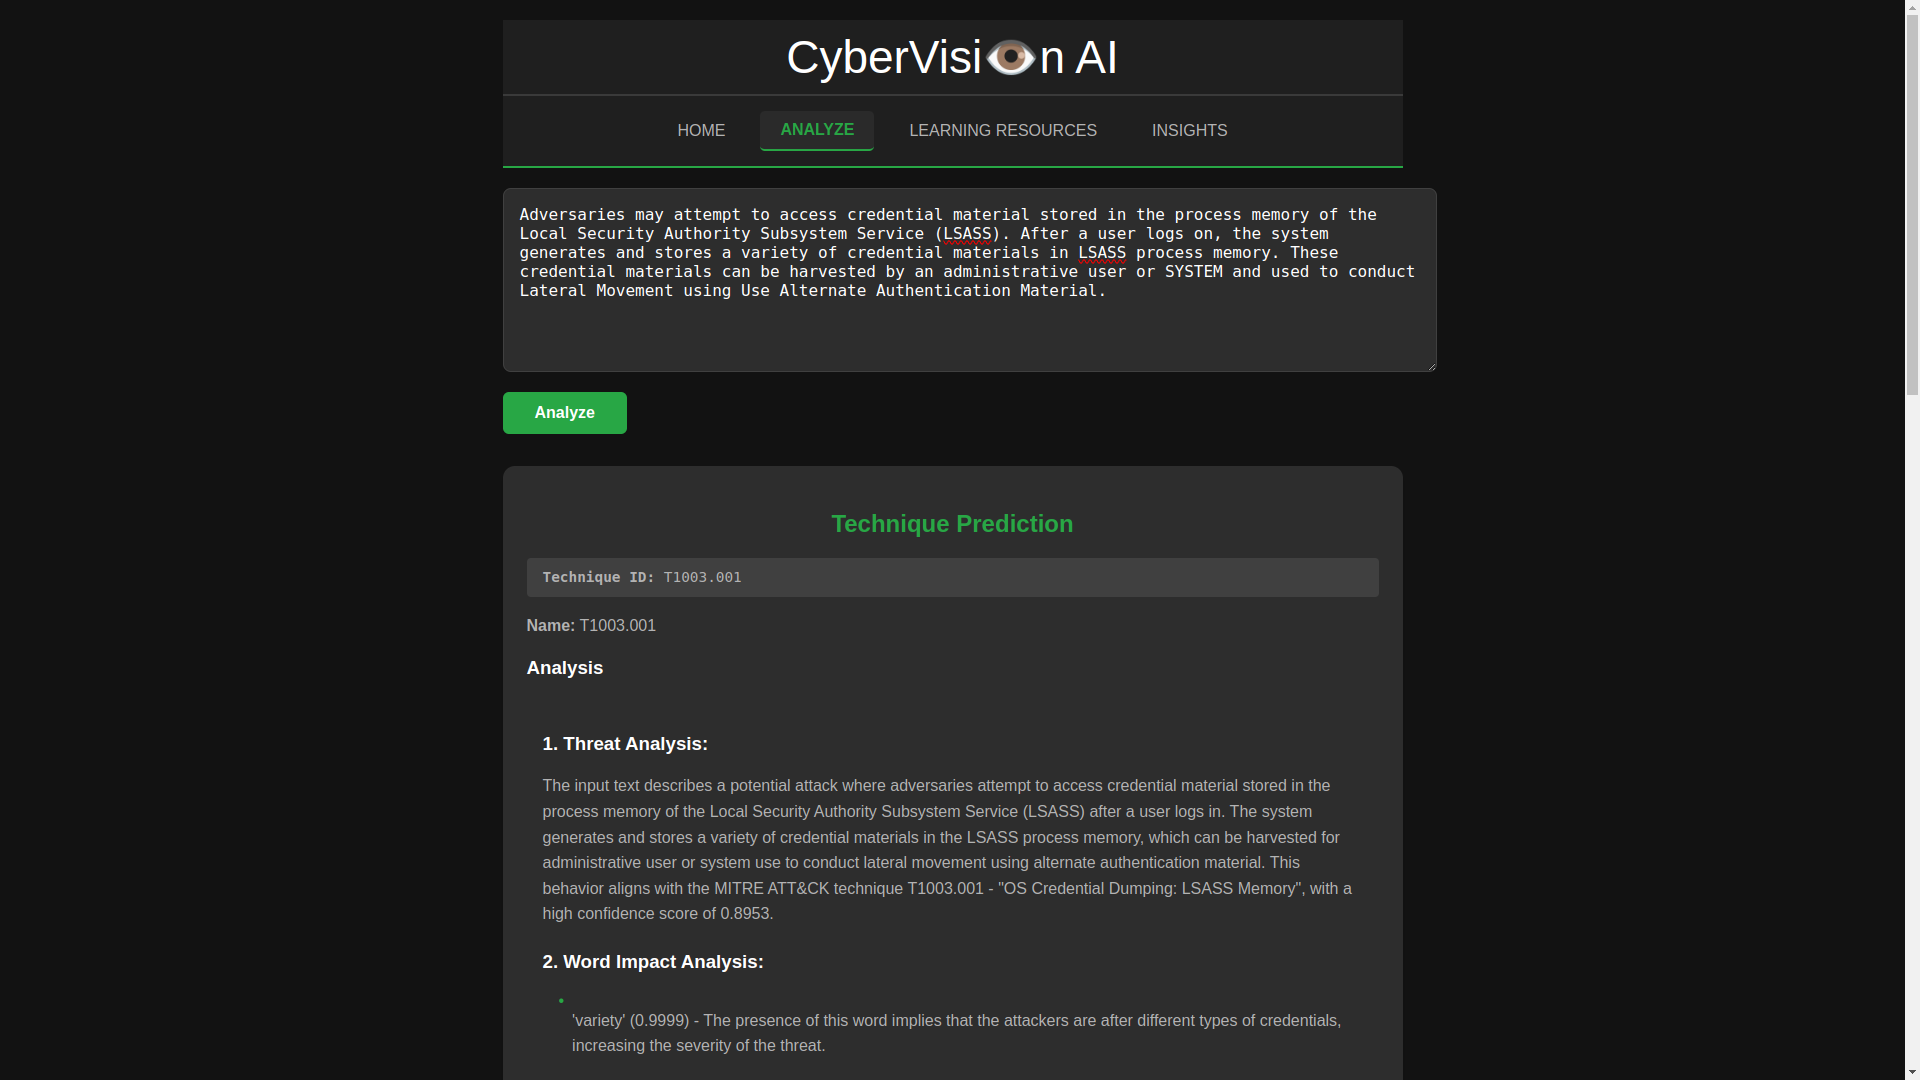 CyberVisi👁️n AI
HOME ANALYZE LEARNING RESOURCES INSIGHTS
Adversaries may attempt to access credential material stored in the process memory of the
Local Security Authority Subsystem Service (LSASS). After a user logs on, the system
generates and stores a variety of credential materials in LSASS process memory. These
credential materials can be harvested by an administrative user or SYSTEM and used to conduct
Lateral Movement using Use Alternate Authentication Material.
Analyze
Technique Prediction
Technique ID: T1003.001
Name: T1003.001
Analysis
1. Threat Analysis:
The input text describes a potential attack where adversaries attempt to access credential material stored in the
process memory of the Local Security Authority Subsystem Service (LSASS) after a user logs in. The system
generates and stores a variety of credential materials in the LSASS process memory, which can be harvested for
administrative user or system use to conduct lateral movement using alternate authentication material. This
behavior aligns with the MITRE ATT&CK technique T1003.001 - "OS Credential Dumping: LSASS Memory", with a
high confidence score of 0.8953.
2. Word Impact Analysis:
'variety' (0.9999) - The presence of this word implies that the attackers are after different types of credentials,
increasing the severity of the threat.